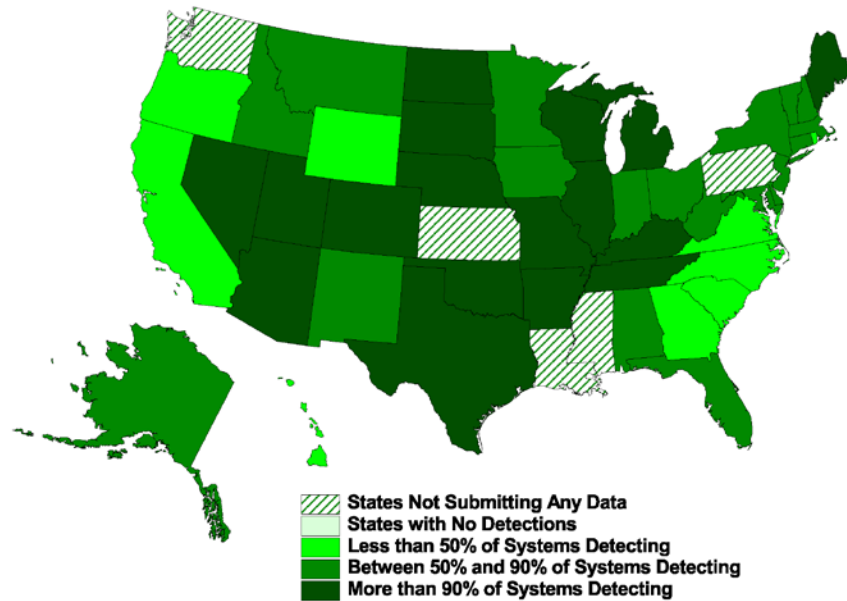 States Not Submitting Any Data
States with No Detections
Less than 50% of Systems Detecting
Between 50% and 90% of Systems Detecting
More than 90% of Systems Detecting